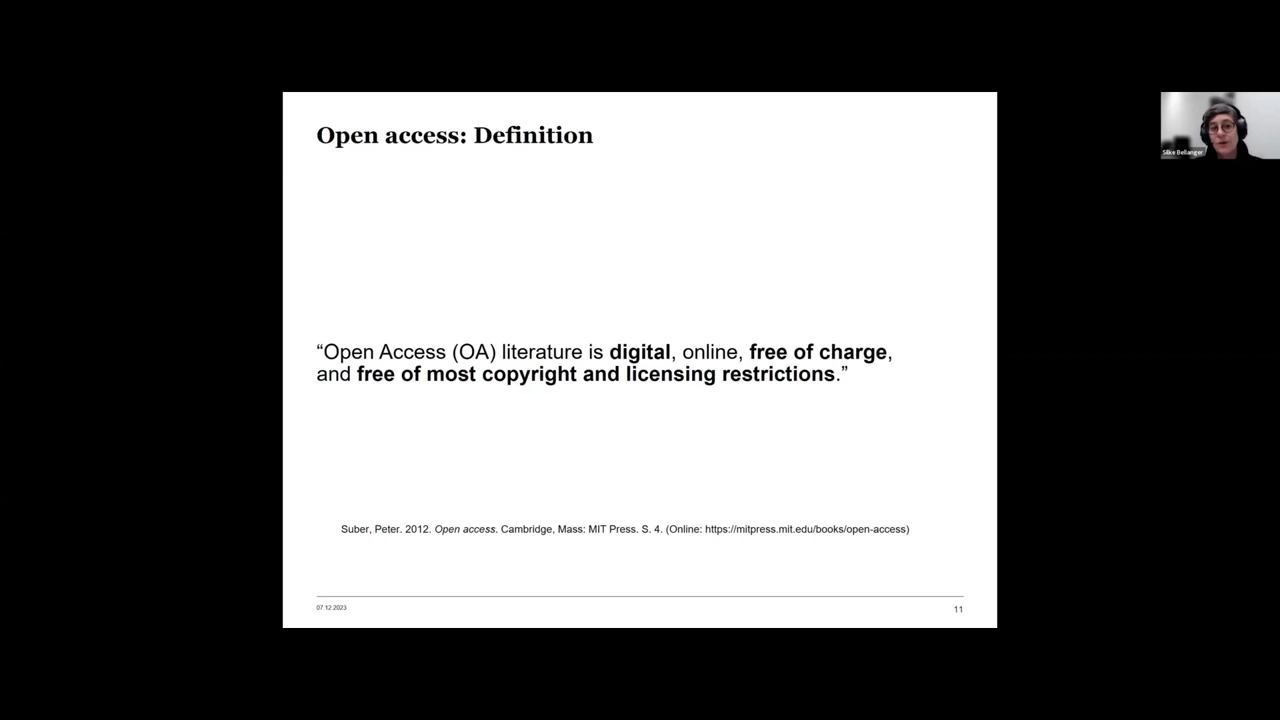 Open access: Definition
Silke Bellanger
“Open Access (OA) literature is digital, online, free of charge,
and free of most copyright and licensing restrictions.”
Suber, Peter. 2012. Open access. Cambridge, Mass: MIT Press. S. 4. (Online: https://mitpress.mit.edu/books/open-access)
07.12.2023
11